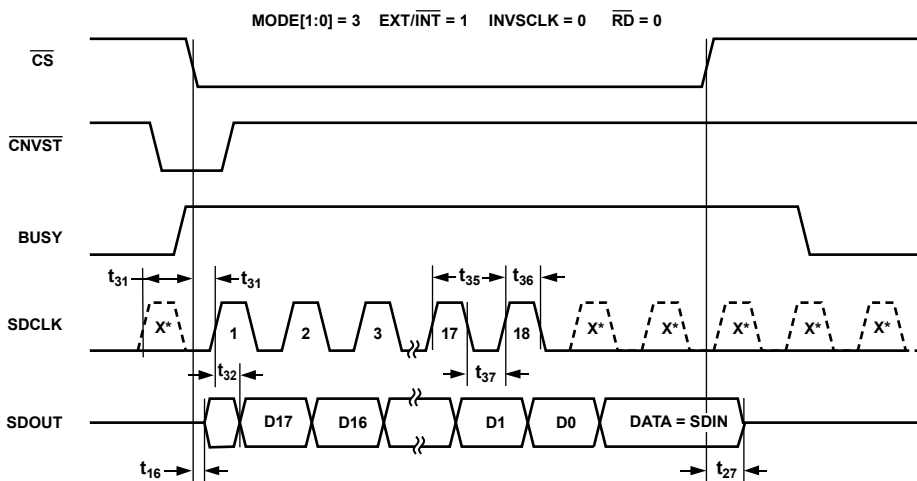 MODE[1:0] = 3 EXT/INT = 1 INVSCLK = 0 RD = 0
CS
CNVST
BUSY
t31 t31 t35 t36
SDCLK X* 1 2 3 17 18 X* X* X* X* X*
t32 t37
SDOUT D17 D16 D1 D0 DATA = SDIN
t16 t27